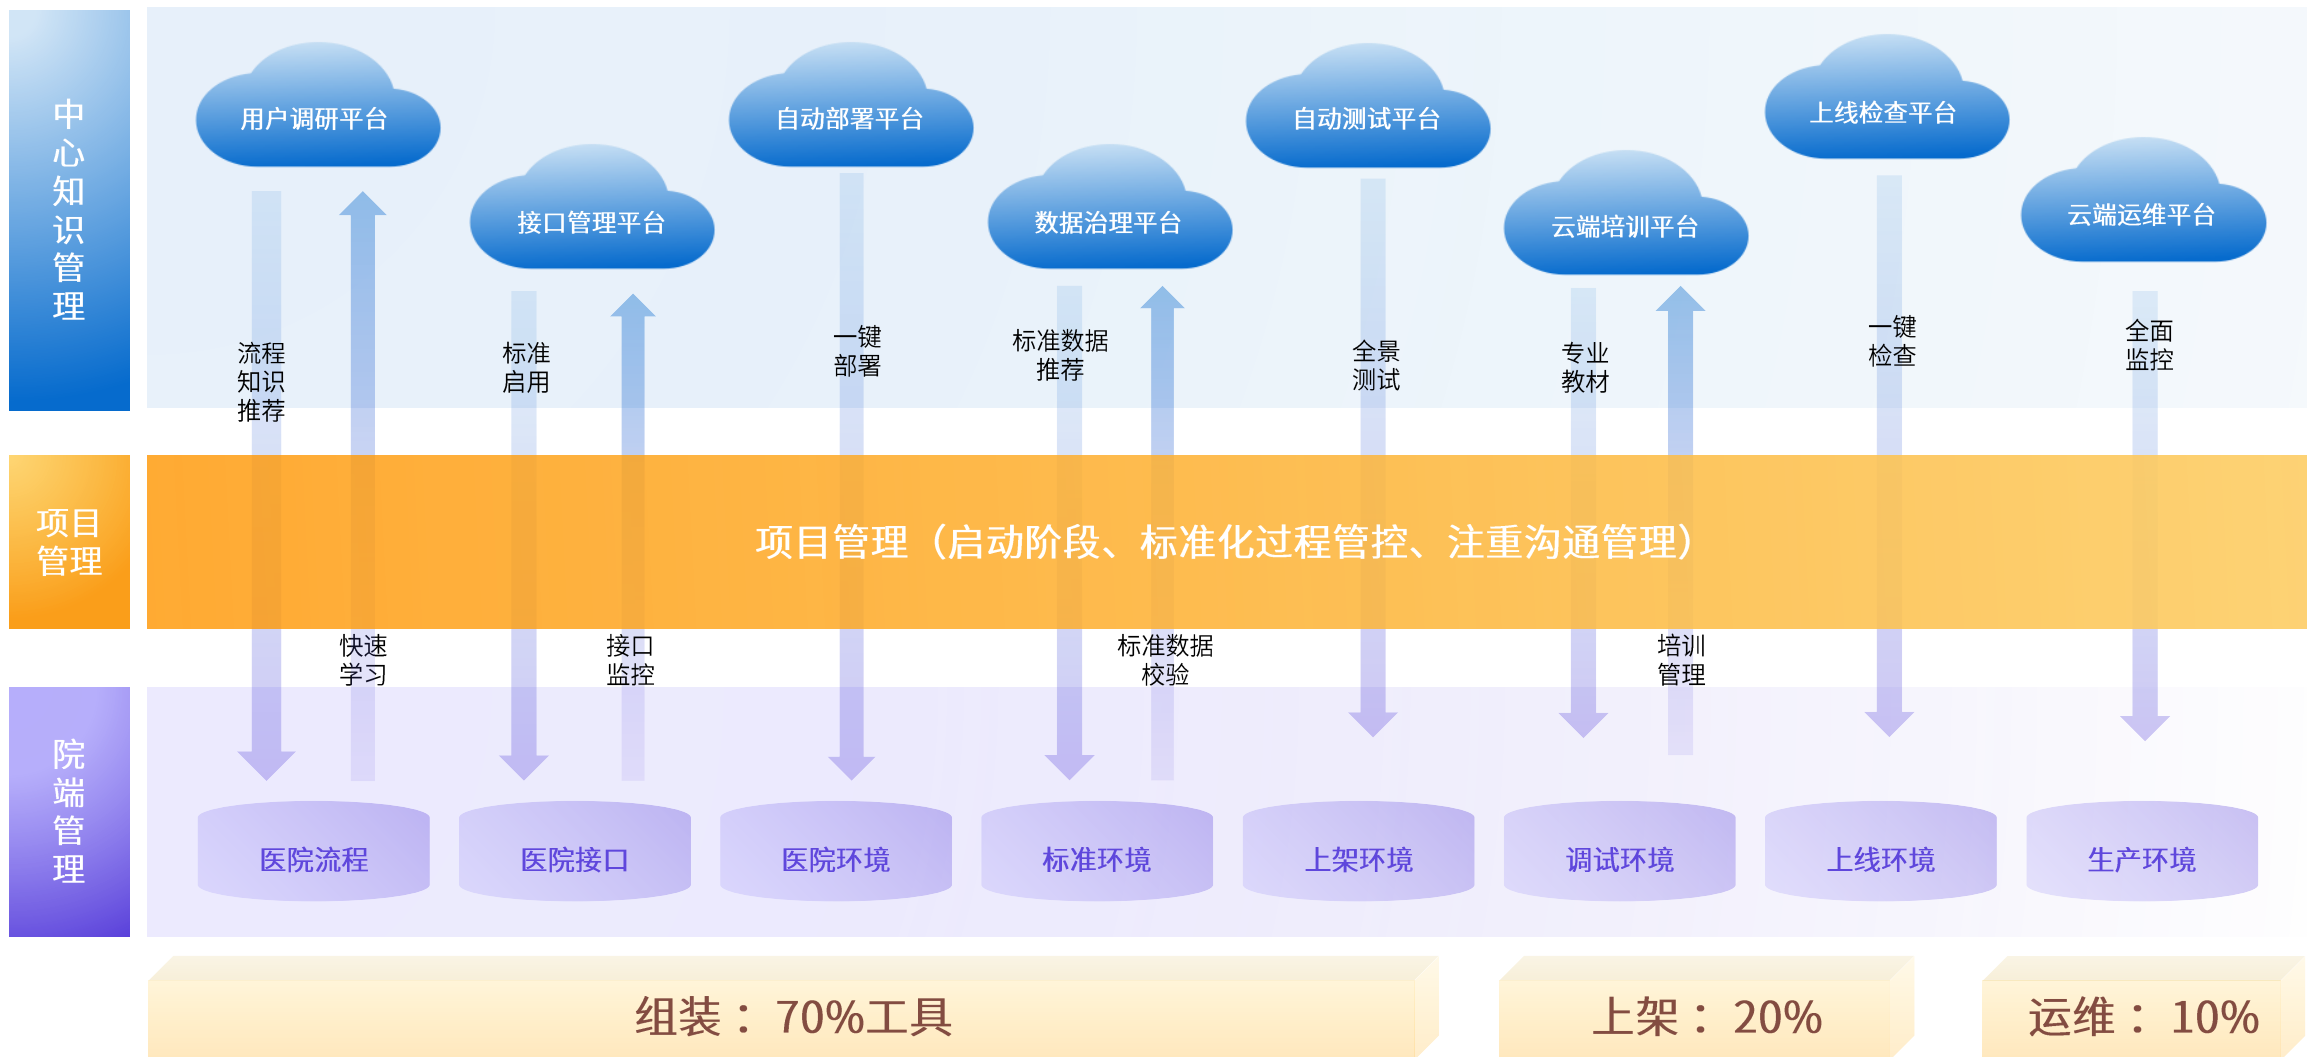 中
心
知
识
管
理
用户调研平台
自动部署平台
自动测试平台
上线检查平台
接口管理平台
数据治理平台
云端培训平台
云端运维平台
流程
知识
推荐
标准
启用
一键
部署
标准数据
推荐
全景
测试
专业
教材
一键
检查
全面
监控
项目
管理
项目管理（启动阶段、标准化过程管控、注重沟通管理）
快速
学习
接口
监控
标准数据
校验
培训
管理
院
端
管
理
医院流程
医院接口
医院环境
标准环境
上架环境
调试环境
上线环境
生产环境
组装：70%工具
上架：20%
运维：10%